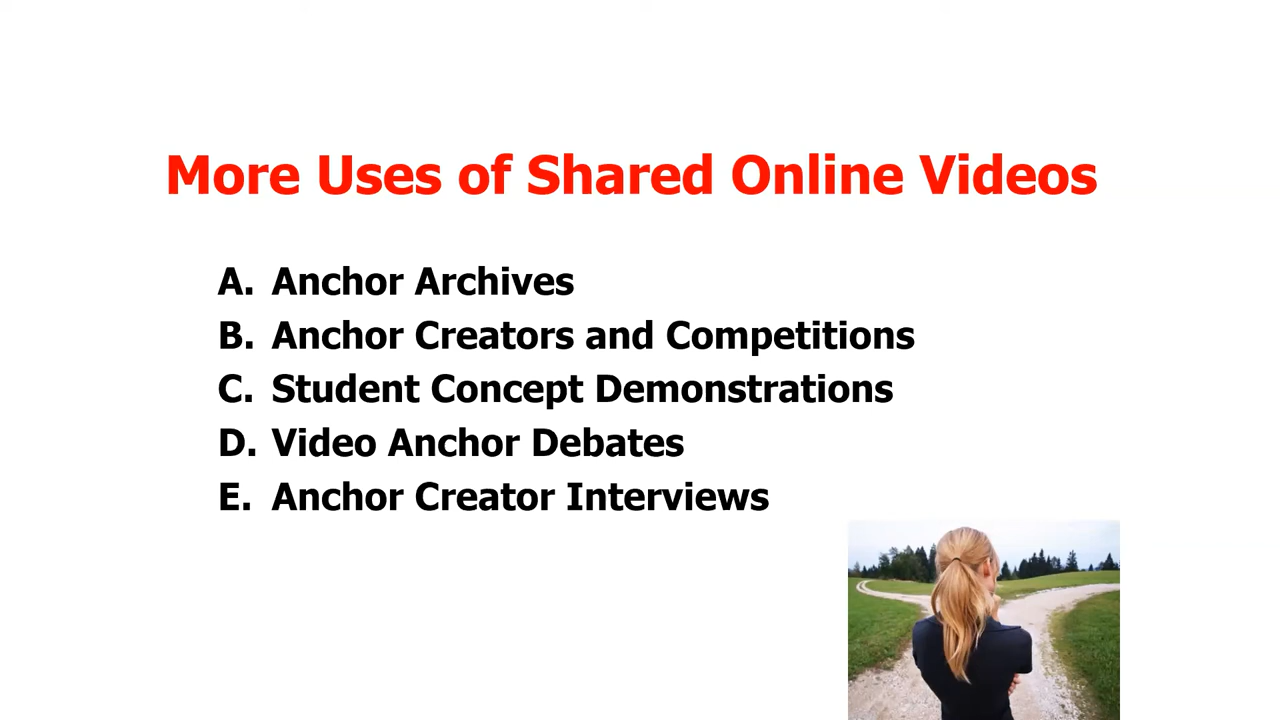 More Uses of Shared Online Videos
A. Anchor Archives
B. Anchor Creators and Competitions
C. Student Concept Demonstrations
D. Video Anchor Debates
E. Anchor Creator Interviews